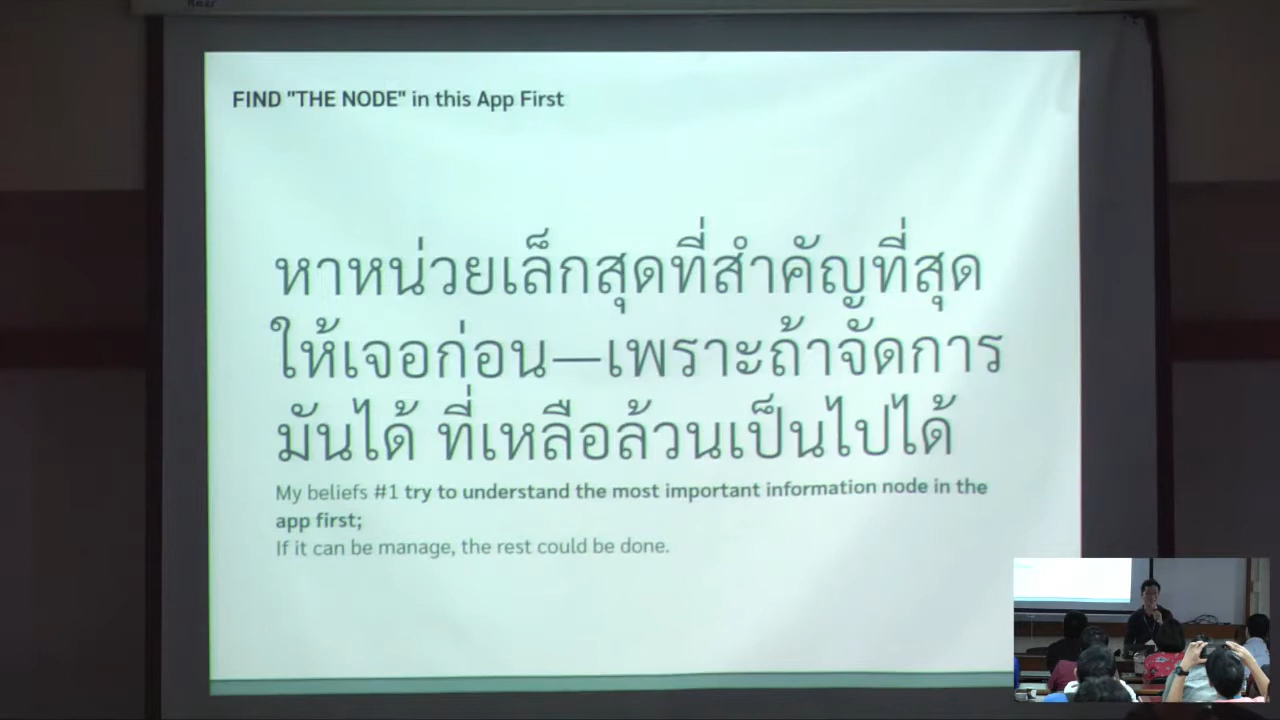 FIND "THE NODE" in this App First
หาหน่วยเล็กสุดที่สำคัญที่สุด
ให้เจอก่อน—เพราะถ้าจัดการ
มันได้ ที่เหลือล้วนเป็นไปได้
My beliefs #1 try to understand the most important information node in the
app first;
If it can be manage, the rest could be done.